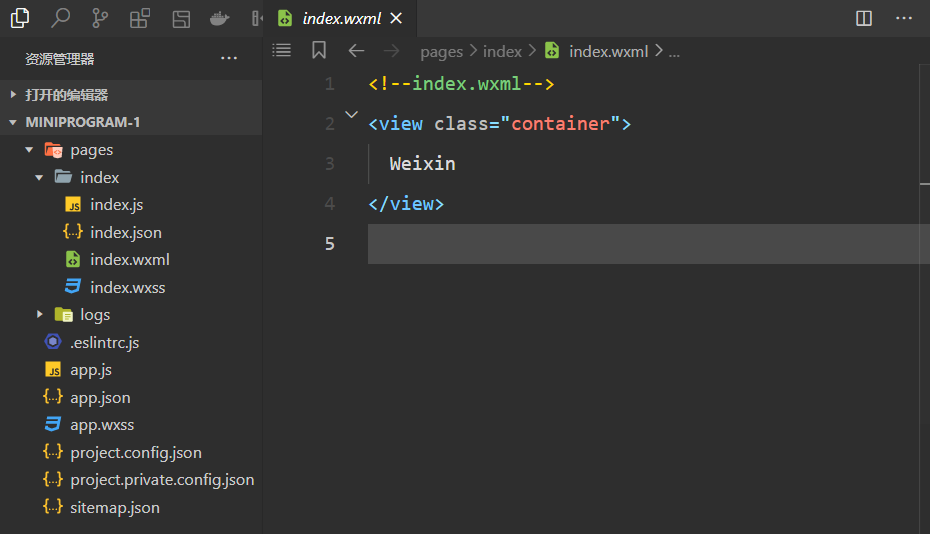 index.wxml
资源管理器
打开的编辑器
MINIPROGRAM-1
pages
index
index.js
index.json
index.wxml
index.wxss
logs
.eslintrc.js
app.js
app.json
app.wxss
project.config.json
project.private.config.json
sitemap.json
pages > index > index.wxml > ...
1 <!--index.wxml-->
2 <view class="container">
3 Weixin
4 </view>
5